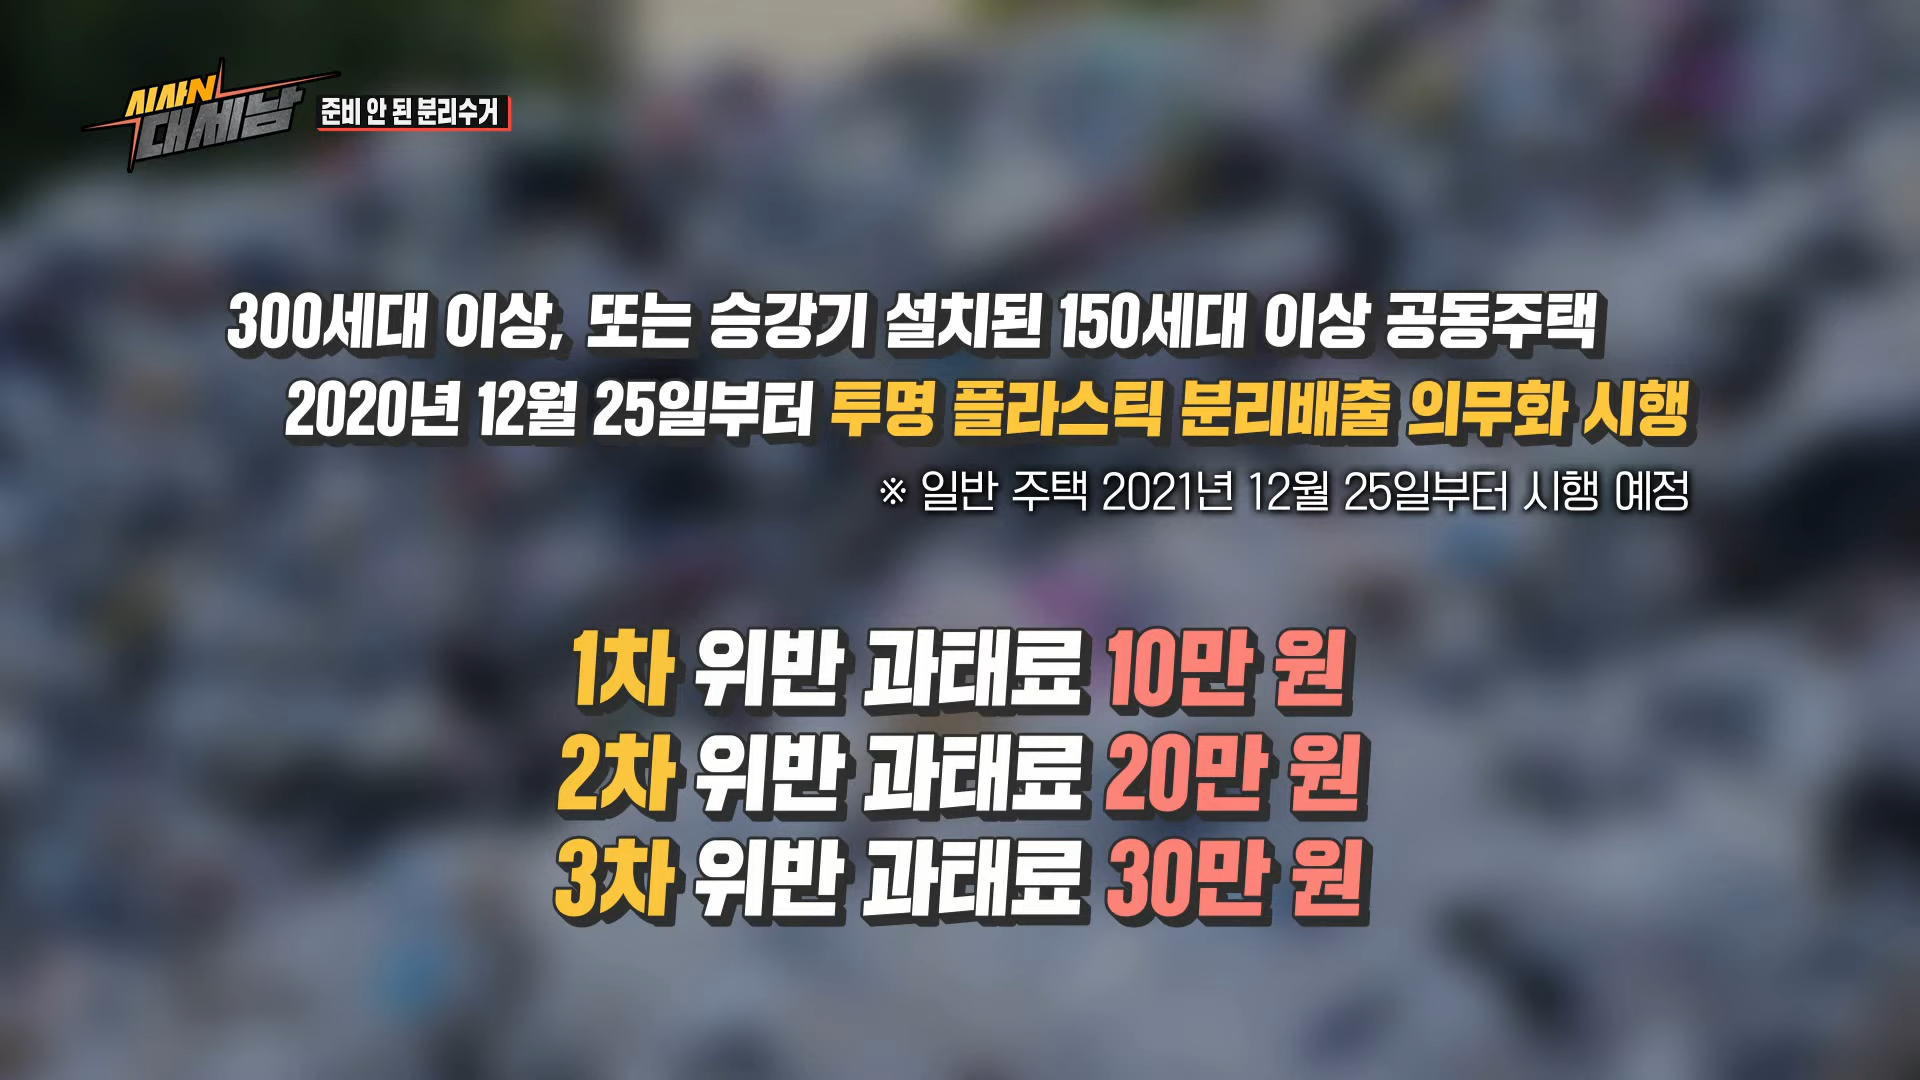 시사N
대세남
준비 안 된 분리수거
300세대 이상, 또는 승강기 설치된 150세대 이상 공동주택
2020년 12월 25일부터 투명 플라스틱 분리배출 의무화 시행
※ 일반 주택 2021년 12월 25일부터 시행 예정
1차 위반 과태료 10만 원
2차 위반 과태료 20만 원
3차 위반 과태료 30만 원